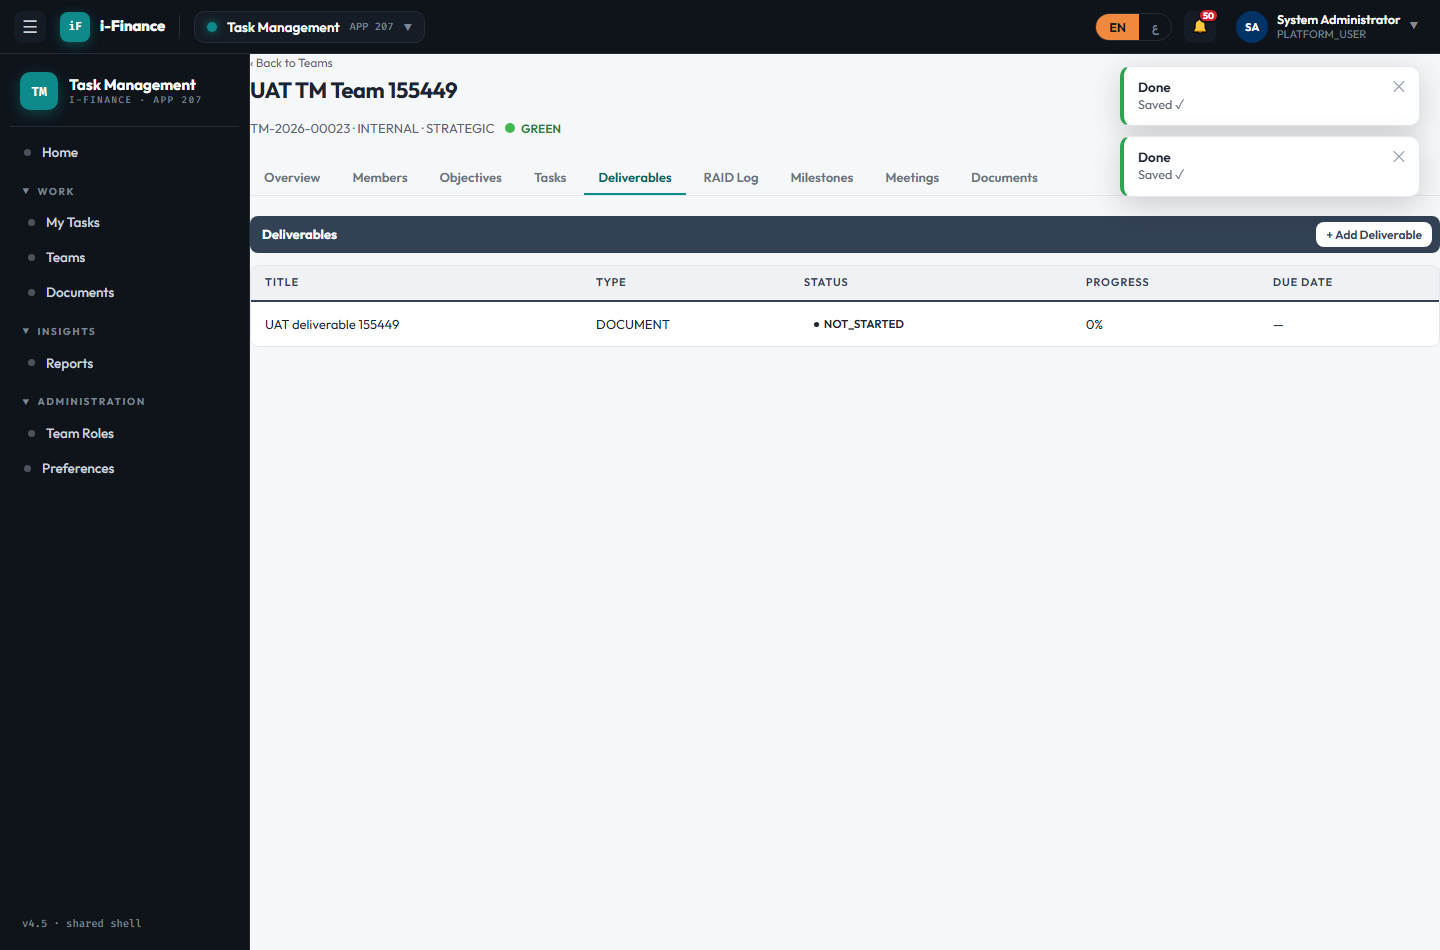 ☰ iF i-Finance Task Management APP 207 ▼ EN ع 50 SA System Administrator ▼
PLATFORM_USER
TM Task Management
I-FINANCE · APP 207
Home
▼ WORK
My Tasks
Teams
Documents
▼ INSIGHTS
Reports
▼ ADMINISTRATION
Team Roles
Preferences
v4.5 · shared shell
‹ Back to Teams
UAT TM Team 155449
TM-2026-00023 · INTERNAL · STRATEGIC GREEN
Overview Members Objectives Tasks Deliverables RAID Log Milestones Meetings Documents
Deliverables + Add Deliverable
TITLE TYPE STATUS PROGRESS DUE DATE
UAT deliverable 155449 DOCUMENT • NOT_STARTED 0% —
Done
Saved ✓
Done
Saved ✓